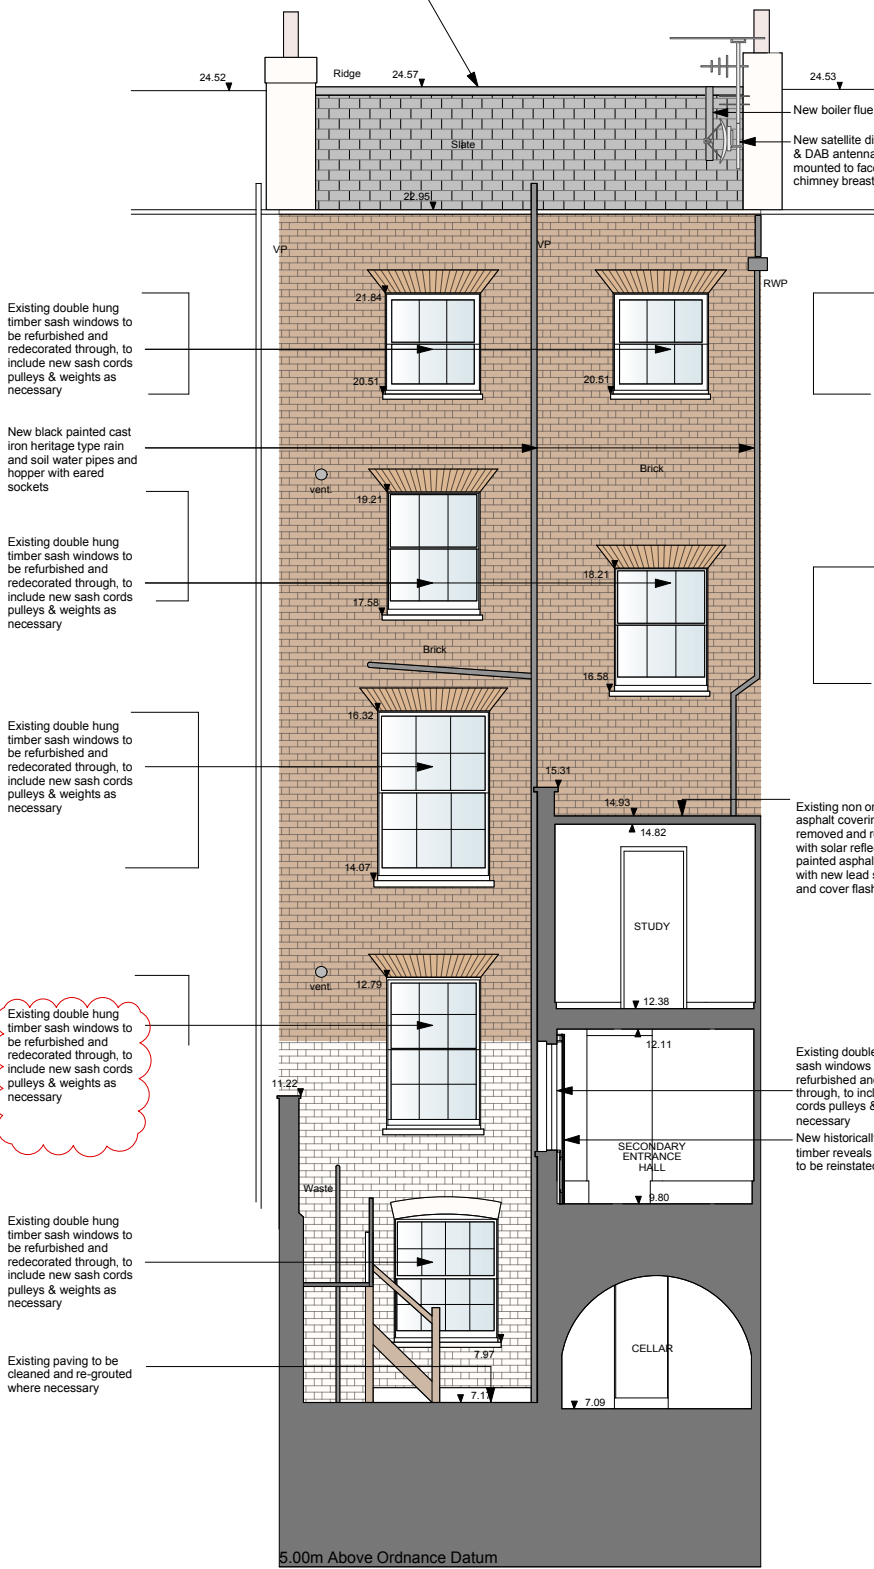 24.52
Ridge
24.57
24.53
New boiler flue
Slate
New satellite
& DAB antenna
mounted to
chimney breast
22.95
VP
VP
RWP
Existing double hung
timber sash windows to
be refurbished and
redecorated through, to
include new sash cords
pulleys & weights as
necessary
21.84
20.51
20.51
New black painted cast
iron heritage type rain
and soil water pipes and
hopper with eared
sockets
Brick
vent.
19.21
Existing double hung
timber sash windows to
be refurbished and
redecorated through, to
include new sash cords
pulleys & weights as
necessary
18.21
17.58
Brick
16.58
16.32
Existing double hung
timber sash windows to
be refurbished and
redecorated through, to
include new sash cords
pulleys & weights as
necessary
15.31
14.93
14.82
Existing non
asphalt
removed and
with solar
painted
with new lead
and cover
14.07
STUDY
vent.
12.79
12.38
Existing double hung
timber sash windows to
be refurbished and
redecorated through, to
include new sash cords
pulleys & weights as
necessary
12.11
Existing double
sash windows
refurbished and
through, to
cords pulleys &
necessary
New
timber reveals
to be
11.22
SECONDARY
ENTRANCE
HALL
9.80
Waste
Existing double hung
timber sash windows to
be refurbished and
redecorated through, to
include new sash cords
pulleys & weights as
necessary
CELLAR
7.97
Existing paving to be
cleaned and re-grouted
where necessary
7.17
7.09
5.00m Above Ordnance Datum